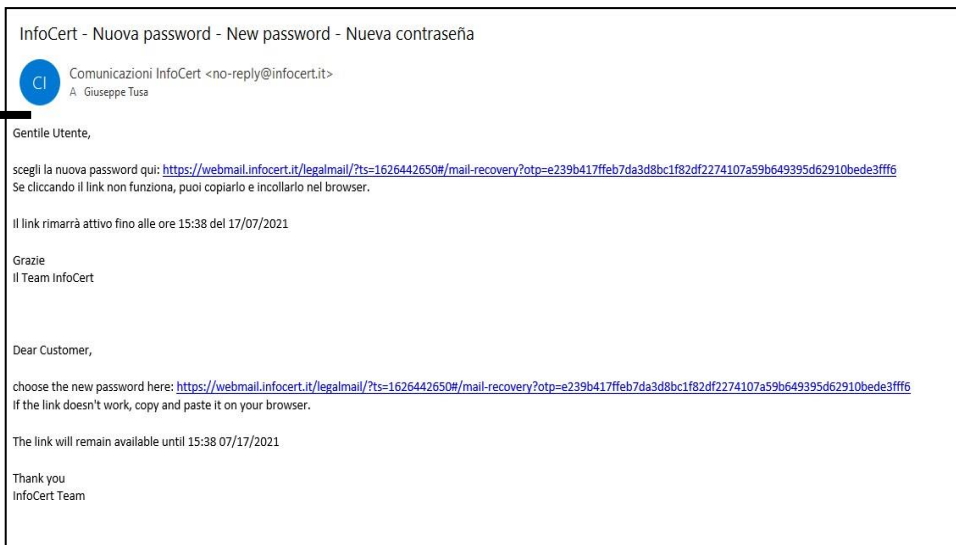 InfoCert - Nuova password - New password - Nueva contraseña
CI
Comunicazioni InfoCert <no-reply@infocert.it>
A Giuseppe Tusa
Gentile Utente,
scegli la nuova password qui: https://webmail.infocert.it/legalmail/?ts=1626442650#/mail-recovery?otp=e239b417ffeb7da3d8bc1f82df2274107a59b649395d62910bede3fff6
Se cliccando il link non funziona, puoi copiarlo e incollarlo nel browser.
Il link rimarrà attivo fino alle ore 15:38 del 17/07/2021
Grazie
Il Team InfoCert
Dear Customer,
choose the new password here: https://webmail.infocert.it/legalmail/?ts=1626442650#/mail-recovery?otp=e239b417ffeb7da3d8bc1f82df2274107a59b649395d62910bede3fff6
If the link doesn't work, copy and paste it on your browser.
The link will remain available until 15:38 07/17/2021
Thank you
InfoCert Team